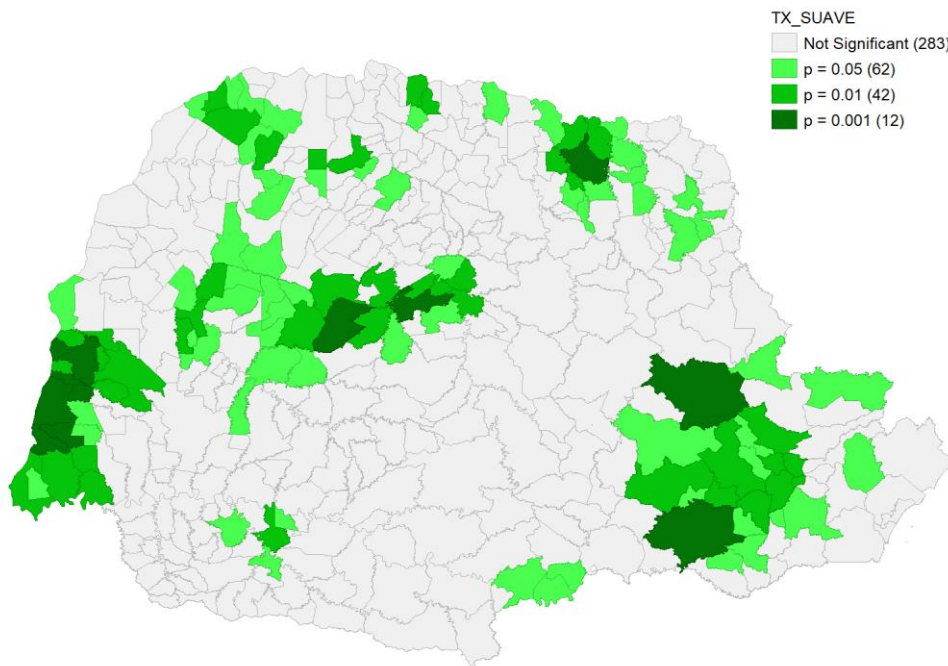 TX_SUAVE
Not Significant (283)
p = 0.05 (62)
p = 0.01 (42)
p = 0.001 (12)